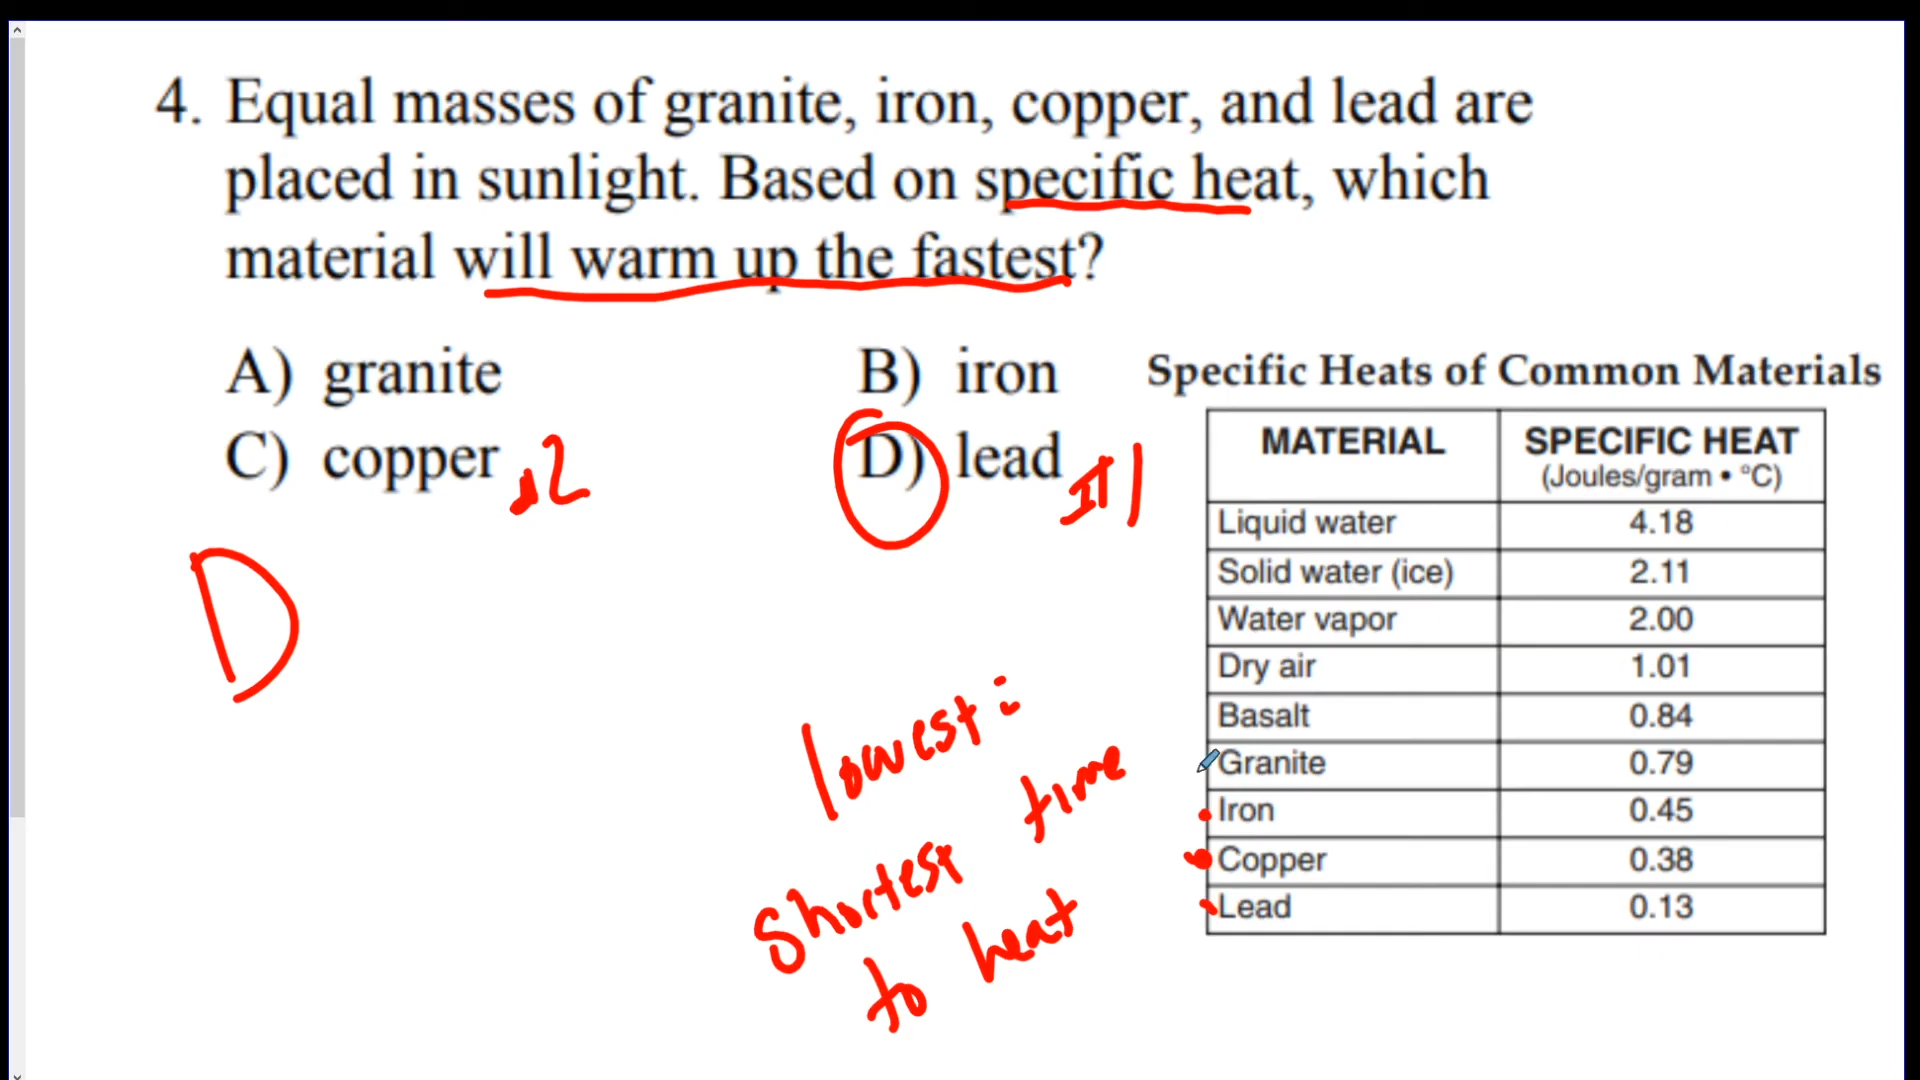 4. Equal masses of granite, iron, copper, and lead are
placed in sunlight. Based on specific heat, which
material will warm up the fastest?
A) granite
B) iron
C) copper
D) lead
D
lowest:
shortest time
to heat
Specific Heats of Common Materials
MATERIAL SPECIFIC HEAT
(Joules/gram • °C)
Liquid water 4.18
Solid water (ice) 2.11
Water vapor 2.00
Dry air 1.01
Basalt 0.84
Granite 0.79
Iron 0.45
Copper 0.38
Lead 0.13